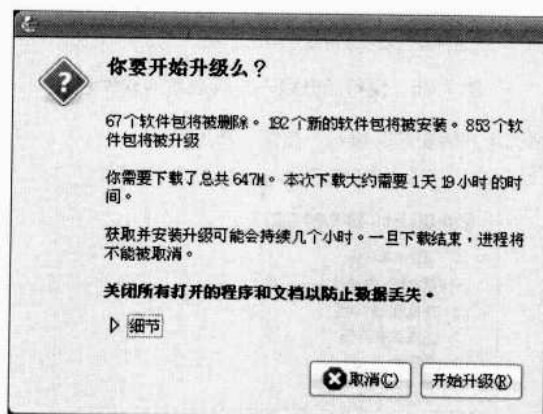 你要开始升级么？
67个软件包将被删除。 192个新的软件包将被安装。 853个软
件包将被升级
你需要下载了总共 647M。 本次下载大约需要 1天 19 小时 的时
间。
获取并安装升级可能会持续几个小时。一旦下载结束，进程将
不能被取消。
关闭所有打开的程序和文档以防止数据丢失。
细节
取消(C)
开始升级(R)